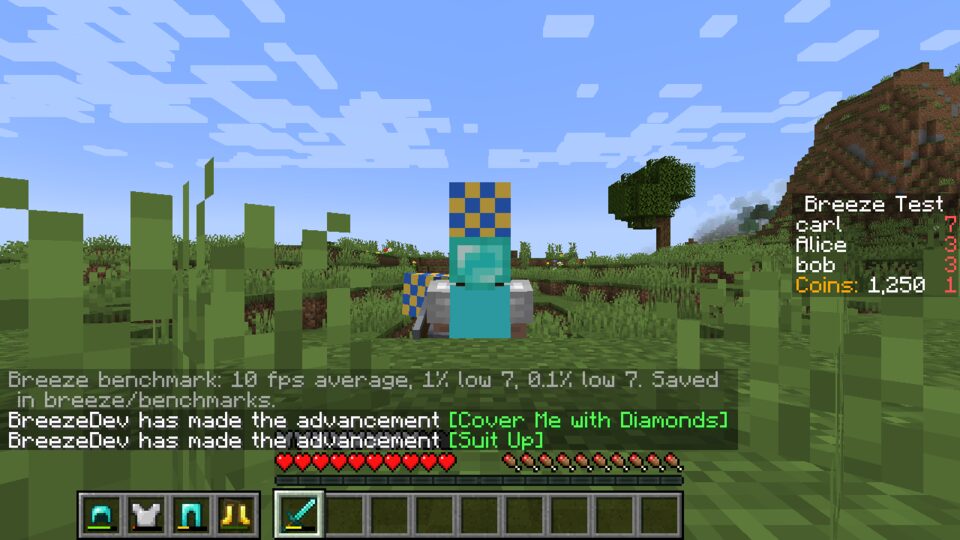 Breeze Test
carl 7
Alice 3
bob 3
Coins: 1,250 1
Breeze benchmark: 10 fps average, 1% low 7, 0.1% low 7. Saved
in breeze/benchmarks.
BreezeDev has made the advancement [Cover Me with Diamonds]
BreezeDev has made the advancement [Suit Up]